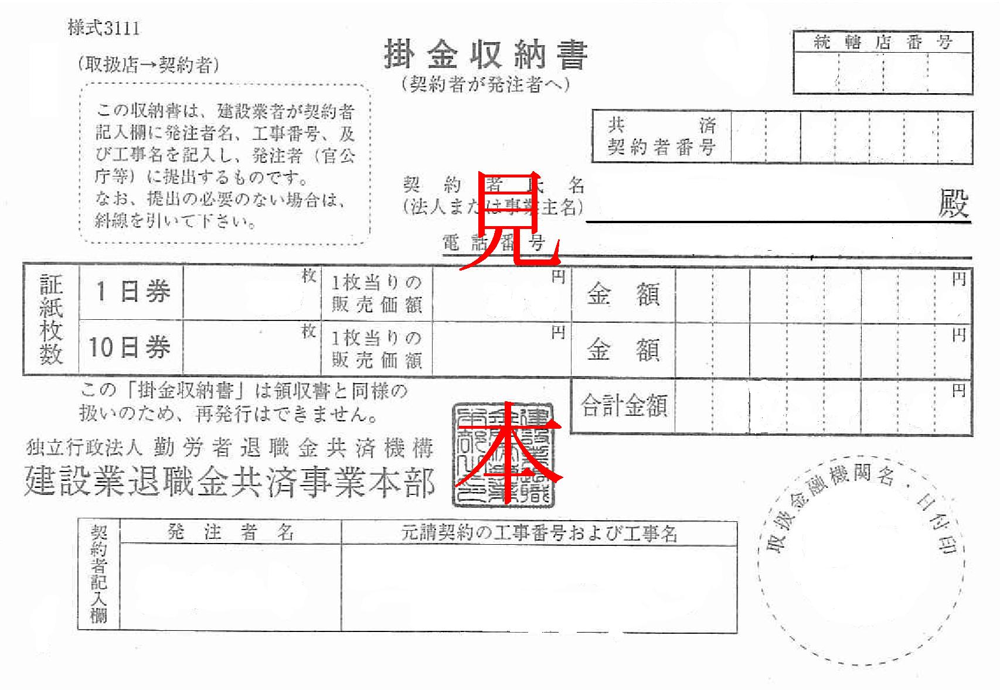 様式3111
(取扱店→契約者)
掛金収納書
(契約者が発注者へ)
統轄店番号
この収納書は、建設業者が契約者
記入欄に発注者名、工事番号、及
び工事名を記入し、発注者（官公
庁等）に提出するものです。
なお、提出の必要のない場合は、
斜線を引いて下さい。
共済
契約者番号
契約者氏名
(法人または事業主名)
殿
電話番号
見本
証紙枚数
1日券
枚
1枚当りの
販売価額
円
金額
円
10日券
枚
1枚当りの
販売価額
円
金額
円
合計金額
円
この「掛金収納書」は領収書と同様の
扱いのため、再発行はできません。
独立行政法人 勤労者退職金共済機構
建設業退職金共済事業本部
取扱金融機関名・日付印
契約者記入欄
発注者名
元請契約の工事番号および工事名